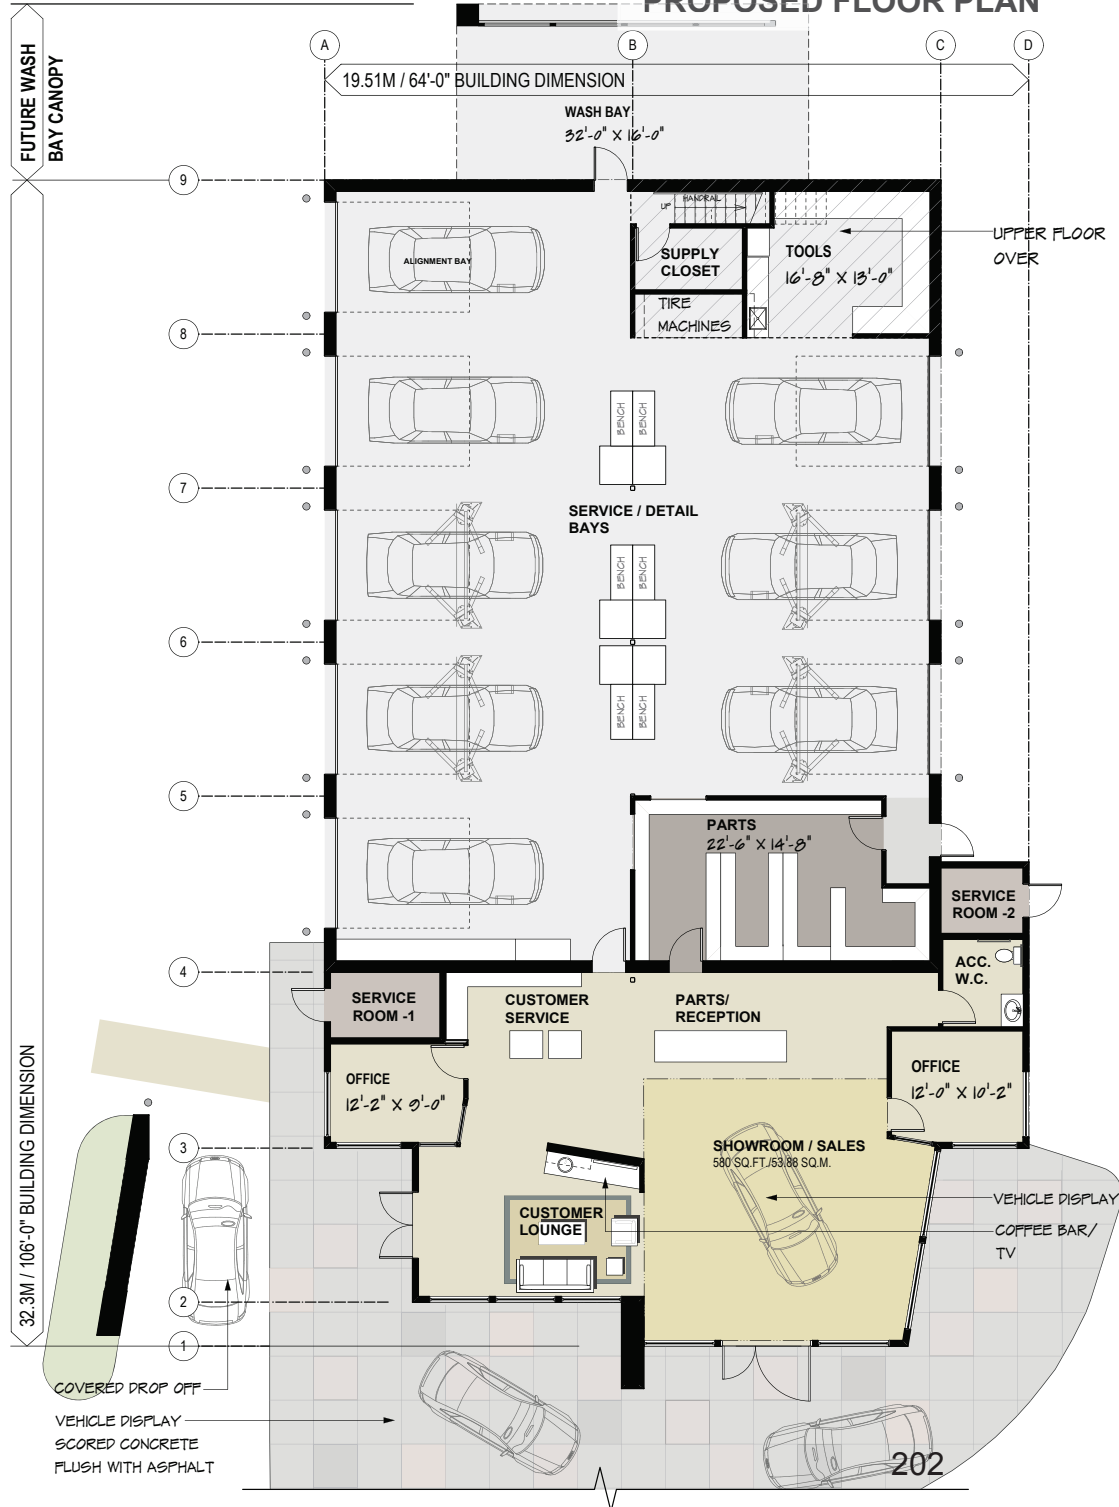 PROPOSED FLOOR PLAN
A
B
C
D
19.51M / 64'-0" BUILDING DIMENSION
FUTURE WASH
BAY CANOPY
WASH BAY
32'-0" X 16'-0"
9
HANDRAIL
UP
UPPER FLOOR
OVER
ALIGNMENT BAY
SUPPLY
CLOSET
TOOLS
16'-8" X 13'-0"
TIRE
MACHINES
8
BENCH
BENCH
7
SERVICE / DETAIL
BAYS
BENCH
BENCH
6
BENCH
BENCH
5
PARTS
22'-6" X 14'-8"
SERVICE
ROOM -2
4
ACC.
W.C.
SERVICE
ROOM -1
CUSTOMER
SERVICE
PARTS/
RECEPTION
OFFICE
12'-2" X 9'-0"
OFFICE
12'-0" X 10'-2"
32.3M / 106'-0" BUILDING DIMENSION
3
SHOWROOM / SALES
580 SQ.FT./53.88 SQ.M.
VEHICLE DISPLAY
COFFEE BAR/
TV
CUSTOMER
LOUNGE
2
1
COVERED DROP OFF
VEHICLE DISPLAY
SCORED CONCRETE
FLUSH WITH ASPHALT
202